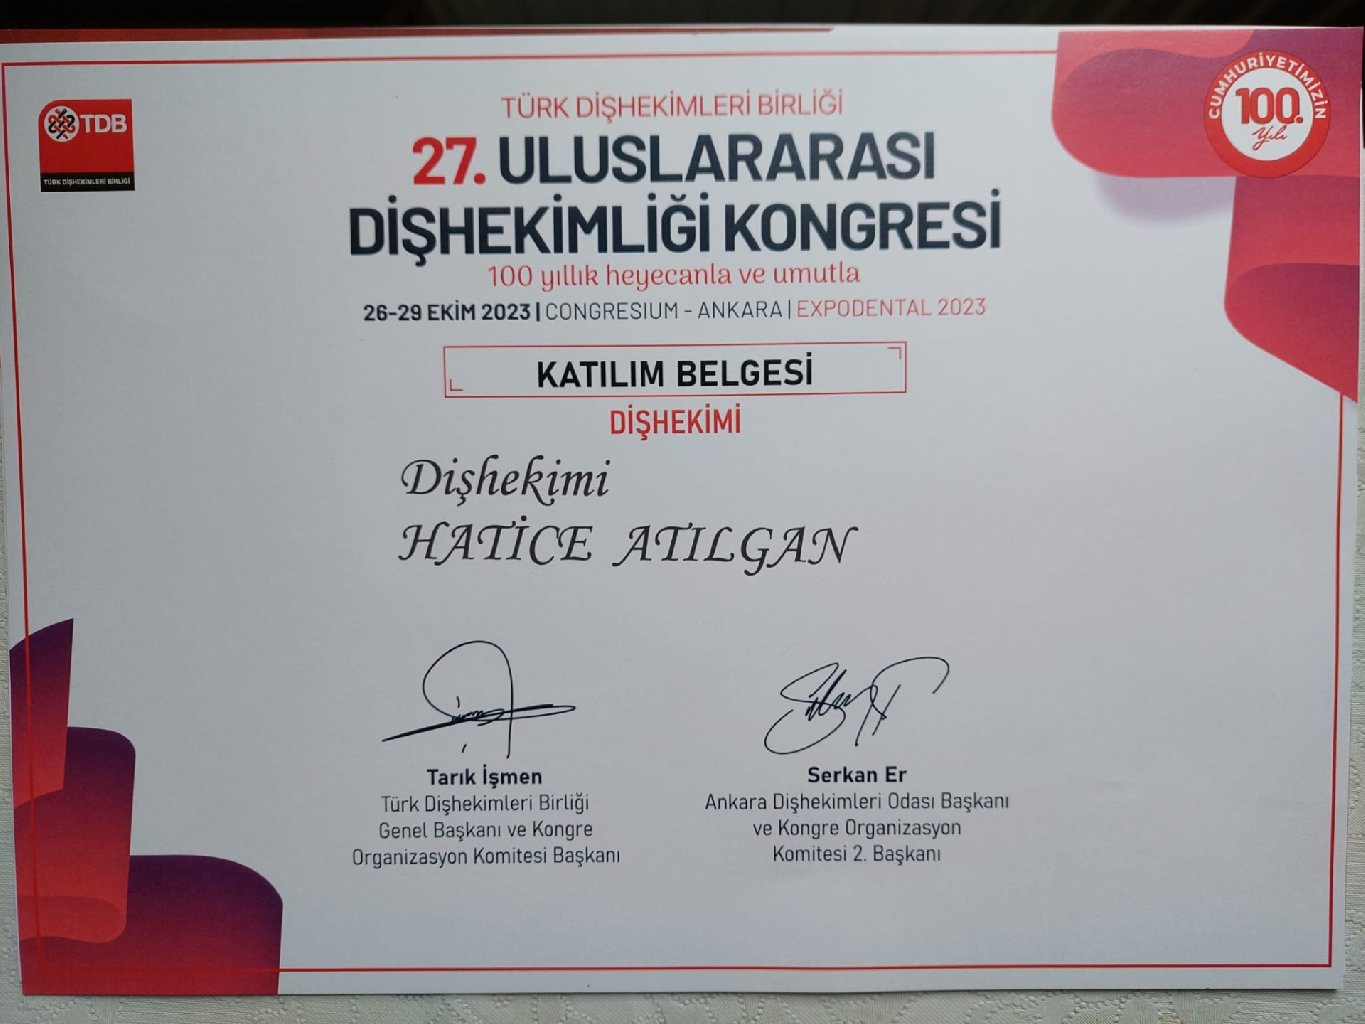 TDB
TÜRK DİŞHEKİMLERİ BİRLİĞİ
CUMHURİYETİMİZİN
100.
Yılı
TÜRK DİŞHEKİMLERİ BİRLİĞİ
27. ULUSLARARASI
DİŞHEKİMLİĞİ KONGRESİ
100 yıllık heyecanla ve umutla
26-29 EKİM 2023 | CONGRESIUM - ANKARA | EXPODENTAL 2023
KATILIM BELGESİ
DİŞHEKİMİ
Dişhekimi
HATİCE ATILGAN
Tarık İşmen
Türk Dişhekimleri Birliği
Genel Başkanı ve Kongre
Organizasyon Komitesi Başkanı
Serkan Er
Ankara Dişhekimleri Odası Başkanı
ve Kongre Organizasyon
Komitesi 2. Başkanı